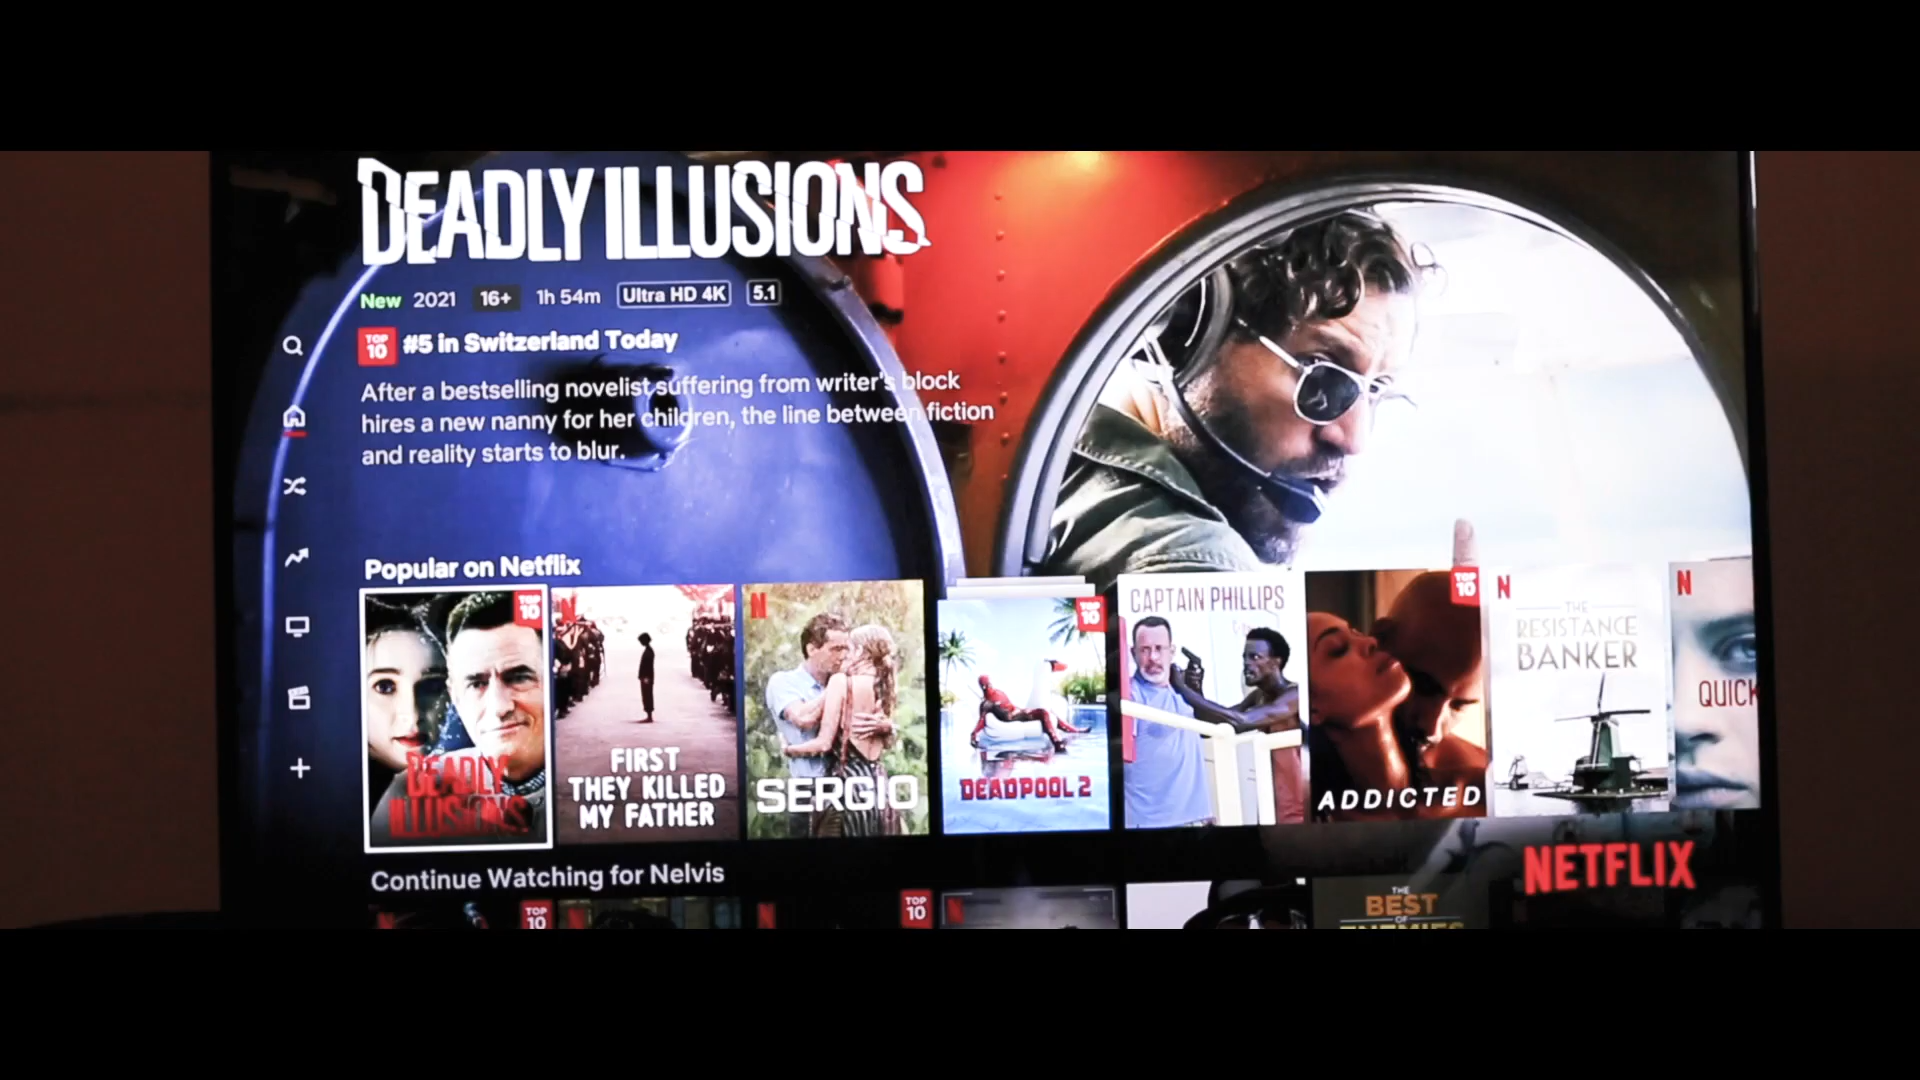 DEADLY ILLUSIONS
New 2021 16+ 1h 54m Ultra HD 4K 5.1
TOP 10 #5 in Switzerland Today
After a bestselling novelist suffering from writer's block
hires a new nanny for her children, the line between fiction
and reality starts to blur.
Popular on Netflix
TOP 10
DEADLY
ILLUSIONS
N
FIRST
THEY KILLED
MY FATHER
N
SERGIO
TOP 10
DEADPOOL 2
CAPTAIN PHILLIPS
TOP 10
ADDICTED
N
THE
RESISTANCE
BANKER
N
QUICK
NETFLIX
Continue Watching for Nelvis
N
TOP 10
N
N
TOP 10
N
THE
BEST
OF
ENEMIES